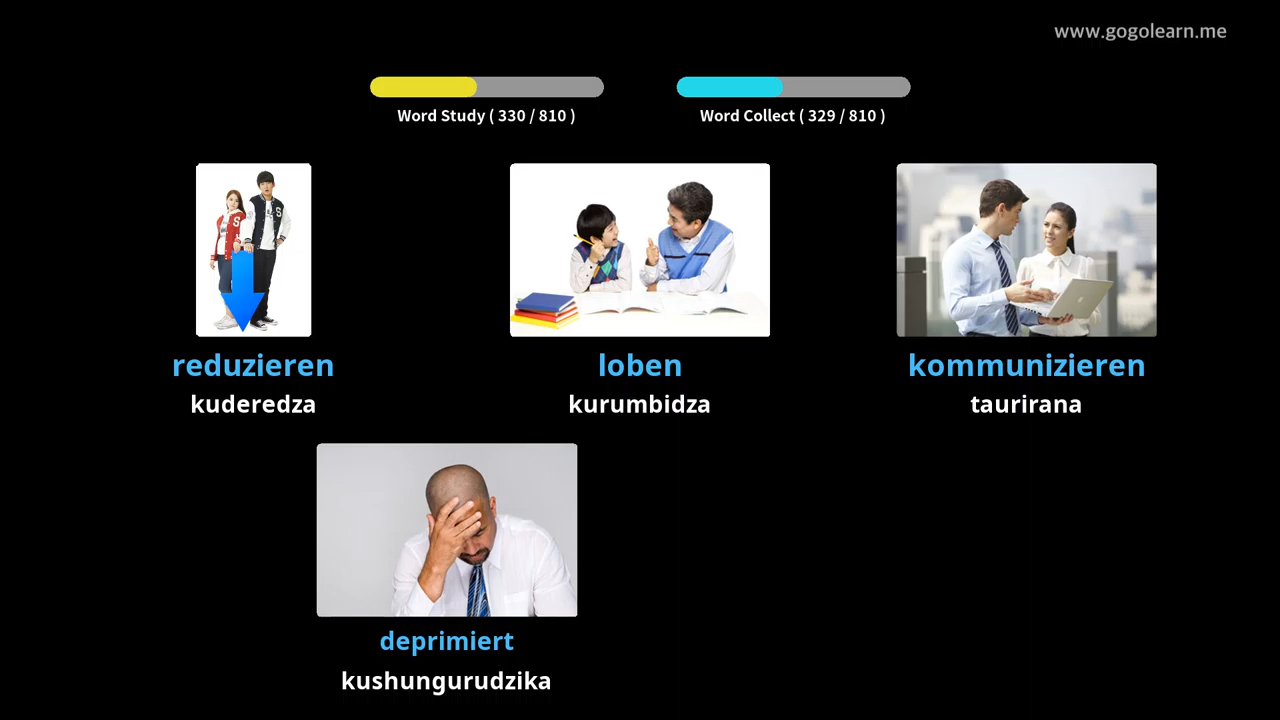 www.gogolearn.me
Word Study ( 330 / 810 )
Word Collect ( 329 / 810 )
S
S
reduzieren
kuderedza
loben
kurumbidza
kommunizieren
taurirana
deprimiert
kushungurudzika